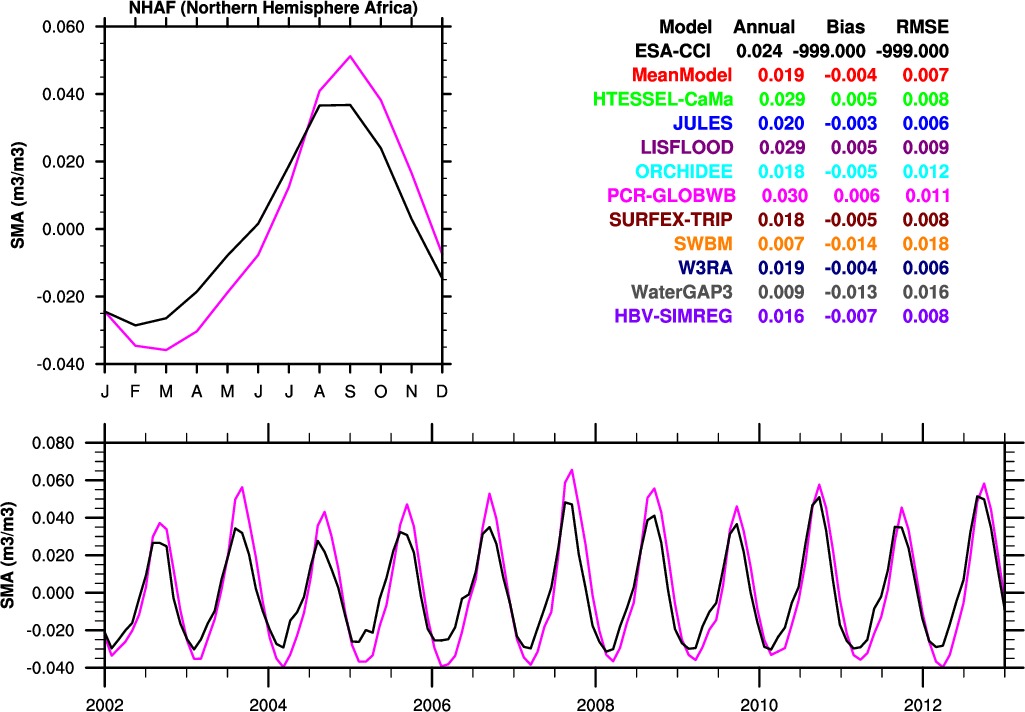 NHAF (Northern Hemisphere Africa)
0.060
0.040
0.020
0.000
-0.020
-0.040
SMA (m3/m3)
J F M A M J J A S O N D
Model Annual Bias RMSE
ESA-CCI 0.024 -999.000 -999.000
MeanModel 0.019 -0.004 0.007
HTESSEL-CaMa 0.029 0.005 0.008
JULES 0.020 -0.003 0.006
LISFLOOD 0.029 0.005 0.009
ORCHIDEE 0.018 -0.005 0.012
PCR-GLOBWB 0.030 0.006 0.011
SURFEX-TRIP 0.018 -0.005 0.008
SWBM 0.007 -0.014 0.018
W3RA 0.019 -0.004 0.006
WaterGAP3 0.009 -0.013 0.016
HBV-SIMREG 0.016 -0.007 0.008
0.080
0.060
0.040
0.020
0.000
-0.020
-0.040
SMA (m3/m3)
2002 2004 2006 2008 2010 2012